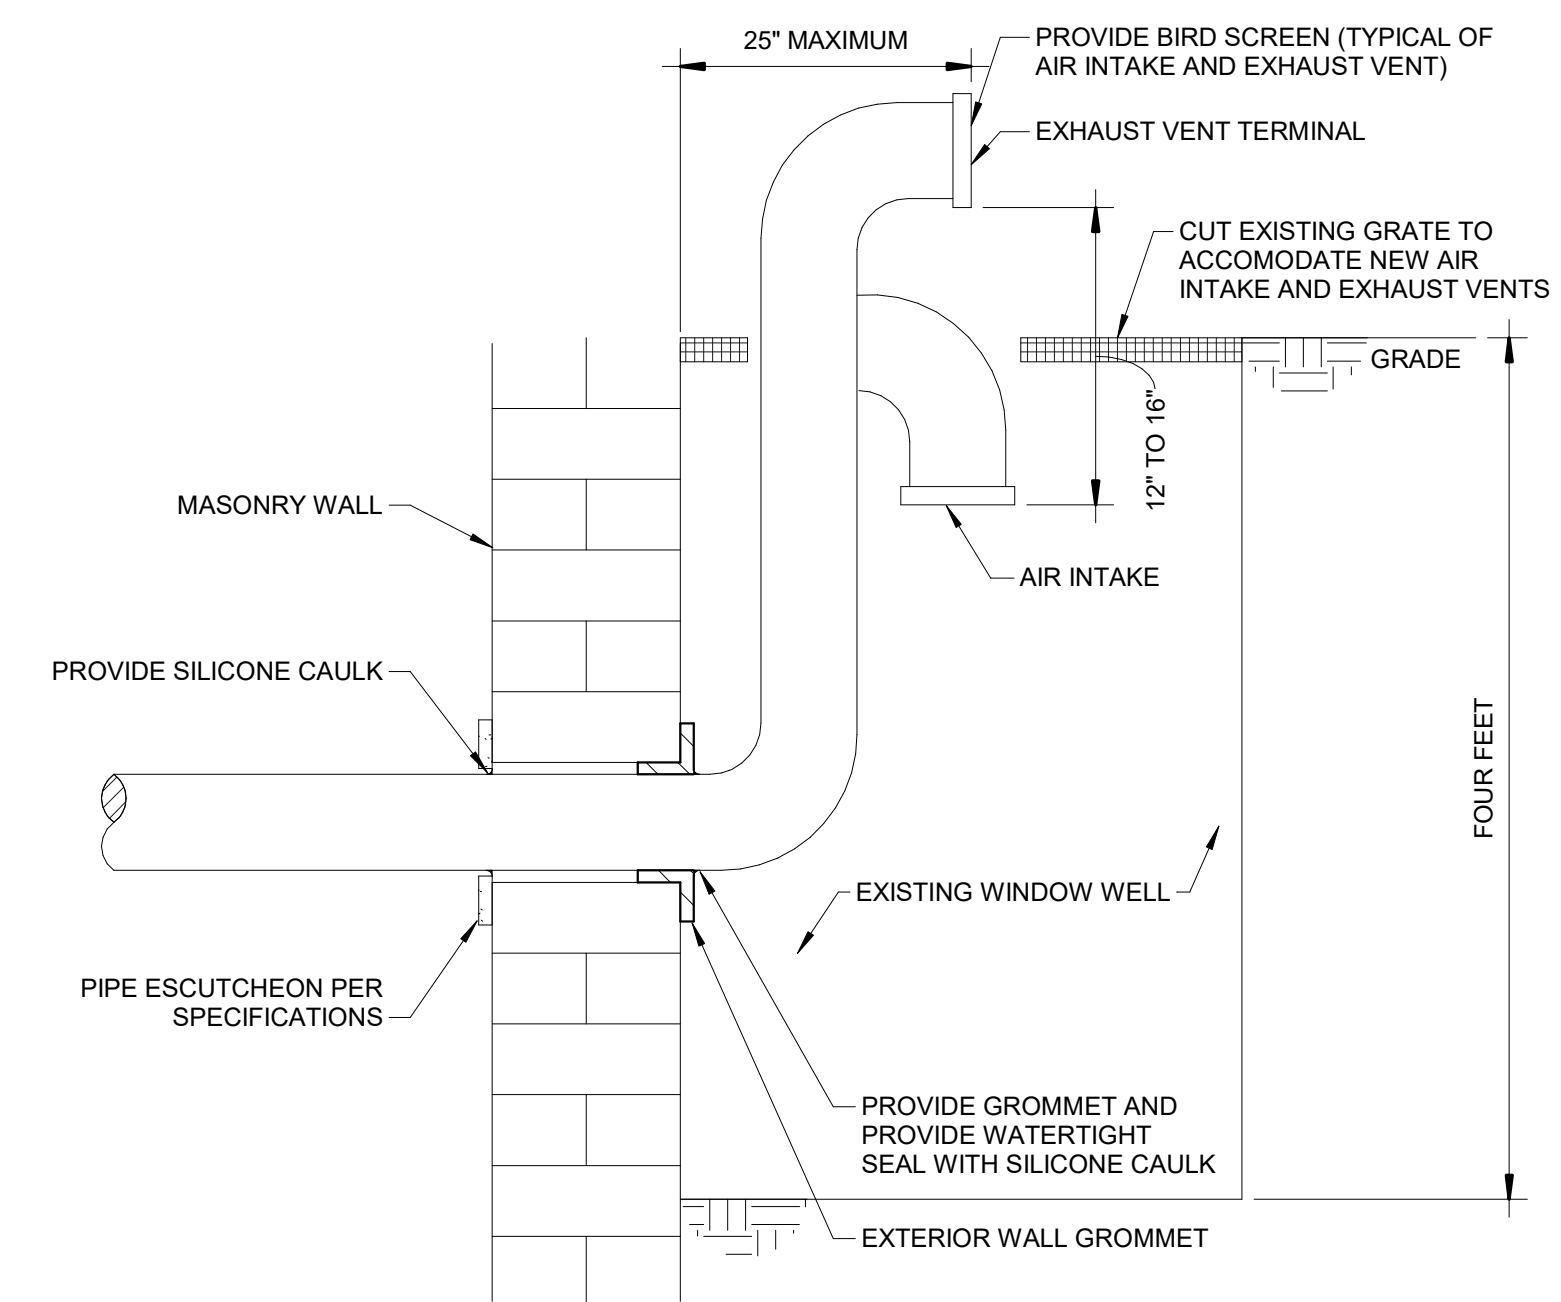 25" MAXIMUM
PROVIDE BIRD SCREEN (TYPICAL OF
AIR INTAKE AND EXHAUST VENT)
EXHAUST VENT TERMINAL
CUT EXISTING GRATE TO
ACCOMODATE NEW AIR
INTAKE AND EXHAUST VENTS
GRADE
12" TO 16"
MASONRY WALL
AIR INTAKE
PROVIDE SILICONE CAULK
FOUR FEET
EXISTING WINDOW WELL
PIPE ESCUTCHEON PER
SPECIFICATIONS
PROVIDE GROMMET AND
PROVIDE WATERTIGHT
SEAL WITH SILICONE CAULK
EXTERIOR WALL GROMMET